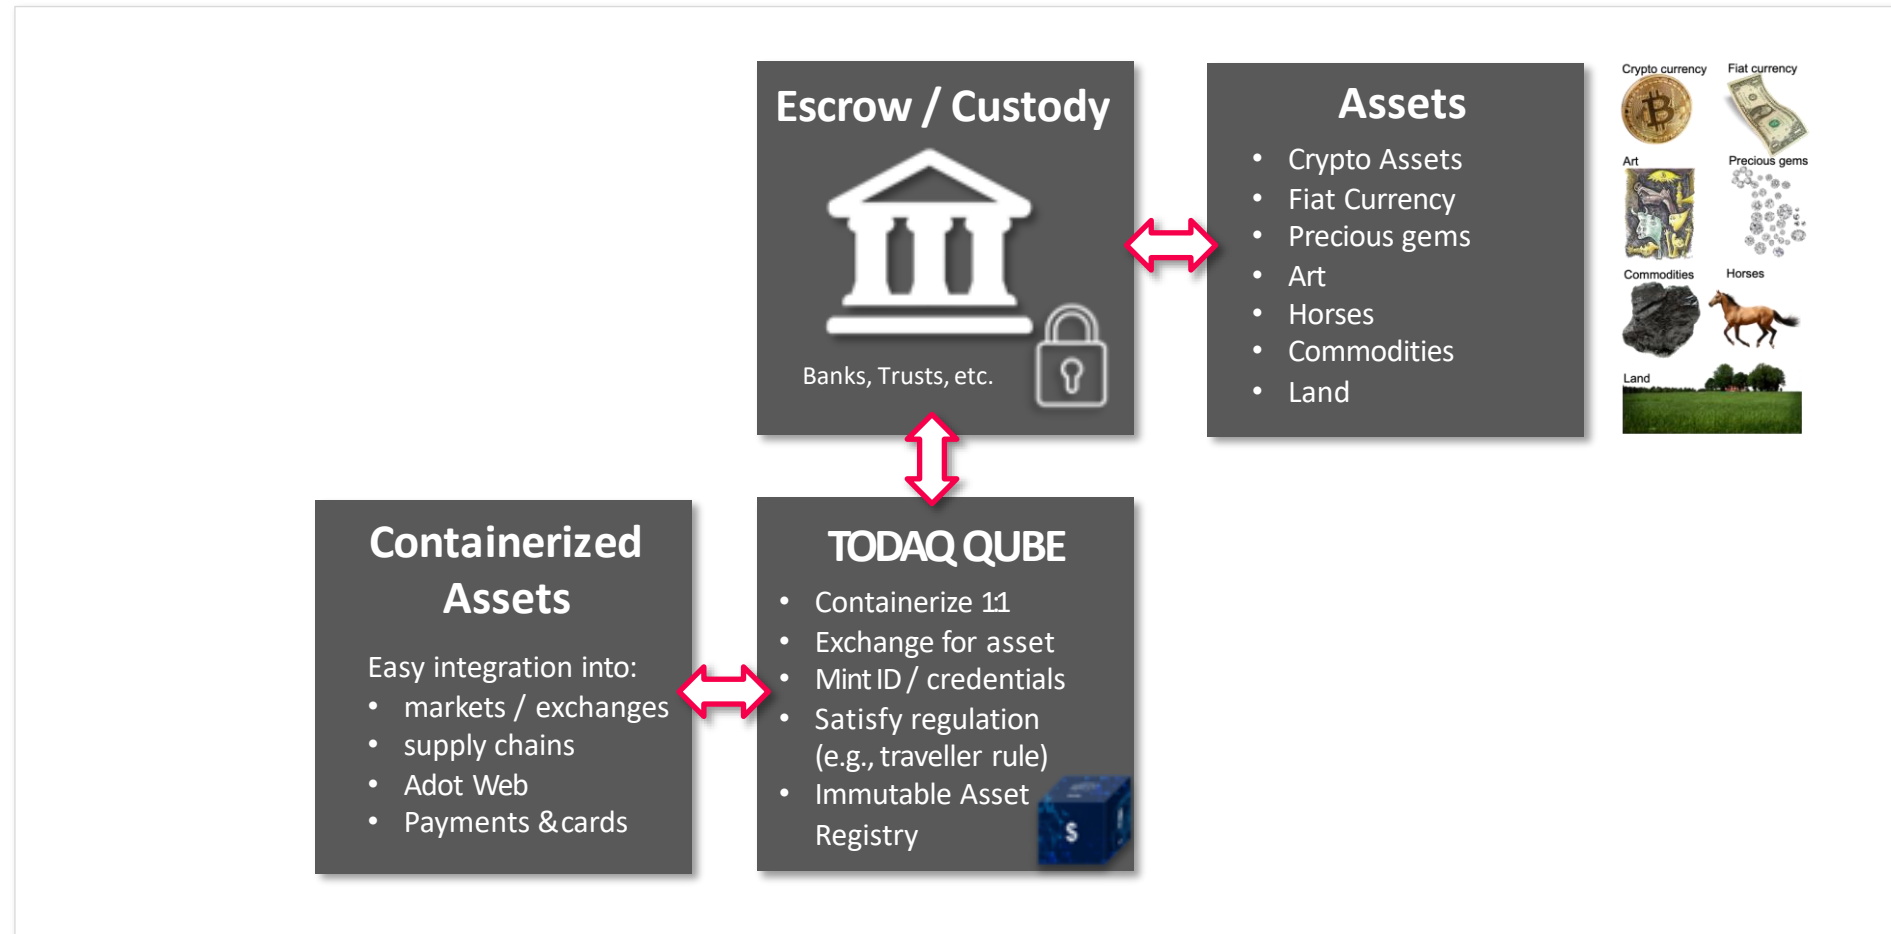 Escrow / Custody
Banks, Trusts, etc.
Assets
• Crypto Assets
• Fiat Currency
• Precious gems
• Art
• Horses
• Commodities
• Land
Crypto currency
Fiat currency
Art
Precious gems
Commodities
Horses
Land
Containerized
Assets
Easy integration into:
• markets / exchanges
• supply chains
• Adot Web
• Payments & cards
TODAQ QUBE
• Containerize 1:1
• Exchange for asset
• Mint ID / credentials
• Satisfy regulation
(e.g., traveller rule)
• Immutable Asset
Registry
$